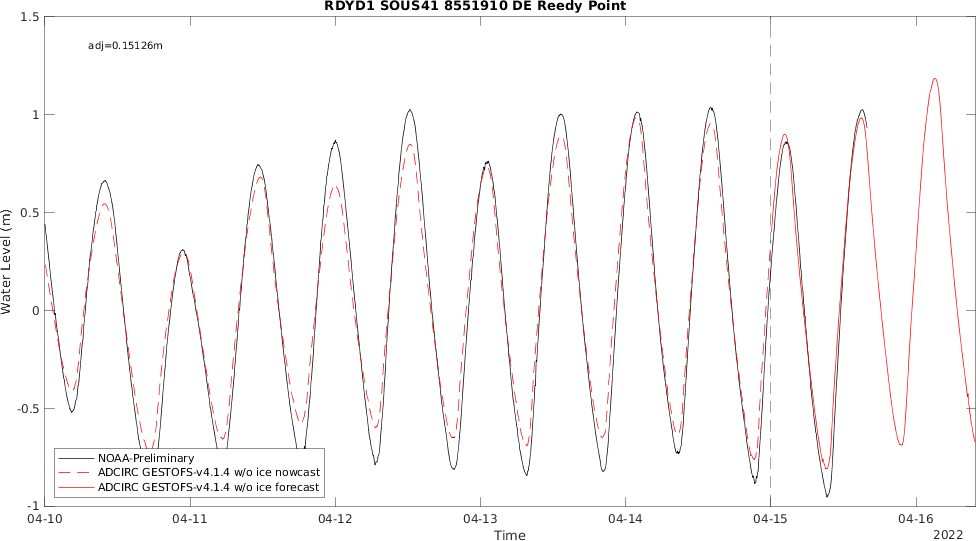 RDYD1 SOUS41 8551910 DE Reedy Point
adj=0.15126m
1.5
1
0.5
0
-0.5
-1
Water Level (m)
NOAA-Preliminary
ADCIRC GESTOFS-v4.1.4 w/o ice nowcast
ADCIRC GESTOFS-v4.1.4 w/o ice forecast
04-10 04-11 04-12 04-13 04-14 04-15 04-16
Time
2022